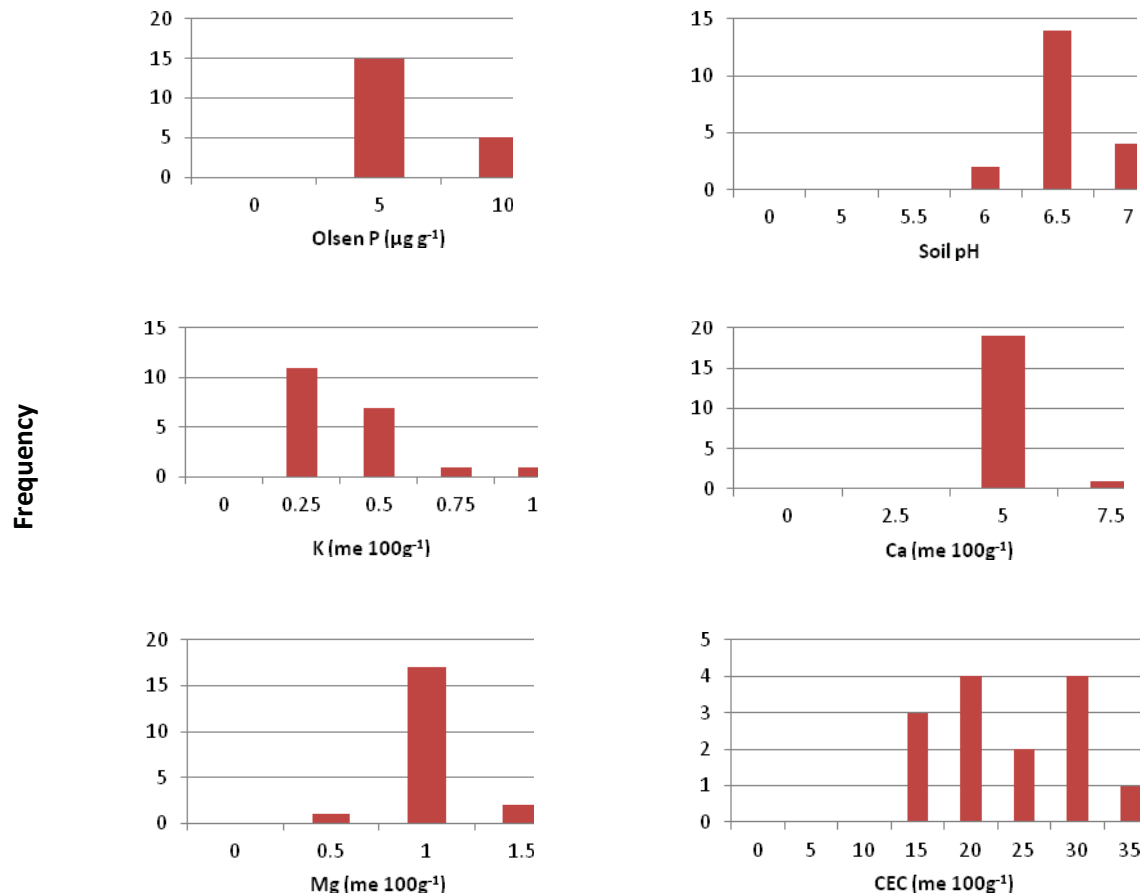 Frequency
20
15
10
5
0
0 5 10
Olsen P (µg g⁻¹)
15
10
5
0
0 5 5.5 6 6.5 7
Soil pH
15
10
5
0
0 0.25 0.5 0.75 1
K (me 100g⁻¹)
20
15
10
5
0
0 2.5 5 7.5
Ca (me 100g⁻¹)
20
15
10
5
0
0 0.5 1 1.5
Mg (me 100g⁻¹)
5
4
3
2
1
0
0 5 10 15 20 25 30 35
CEC (me 100g⁻¹)